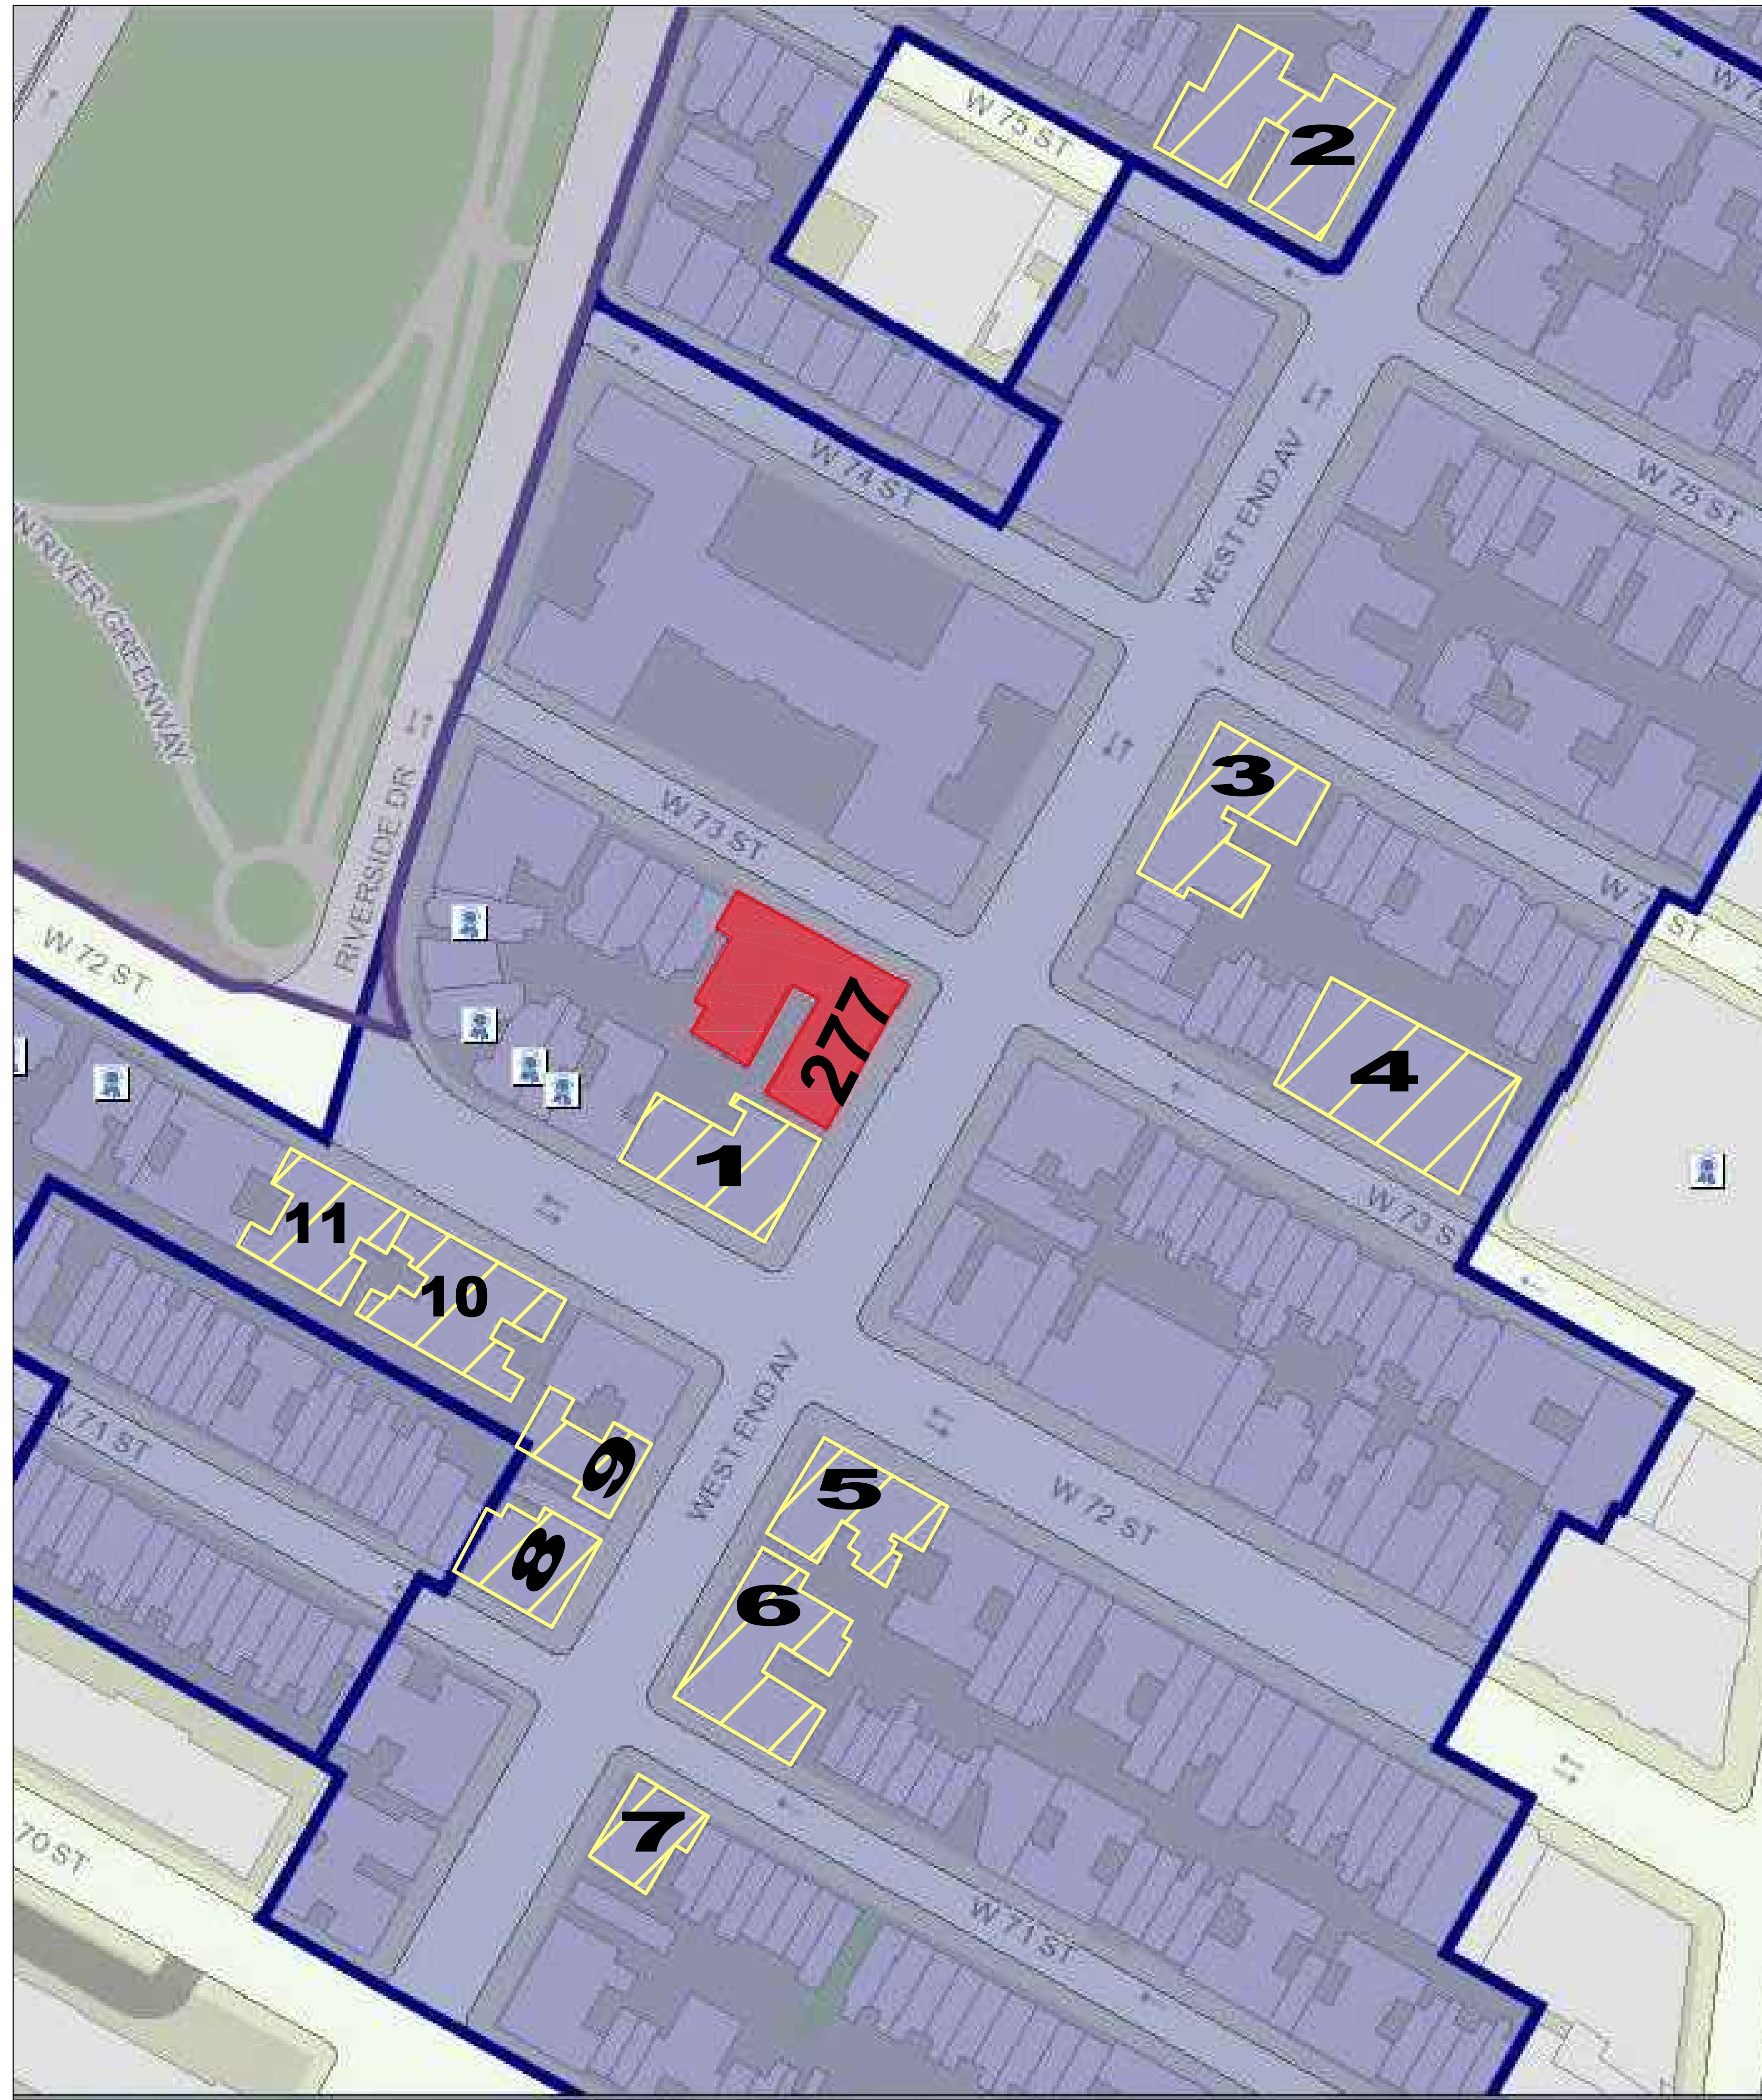 W 75 ST
2
W 7
W 74 ST
WEST END AV
W 75 ST
N RIVER GREENWAY
RIVERSIDE DR
W 73 ST
3
W 7
ST
W 72 ST
277
4
1
W 73 S
11
10
WEST END AV
9
5
W 72 ST
8
6
W 71 ST
7
70 ST
W 71 ST